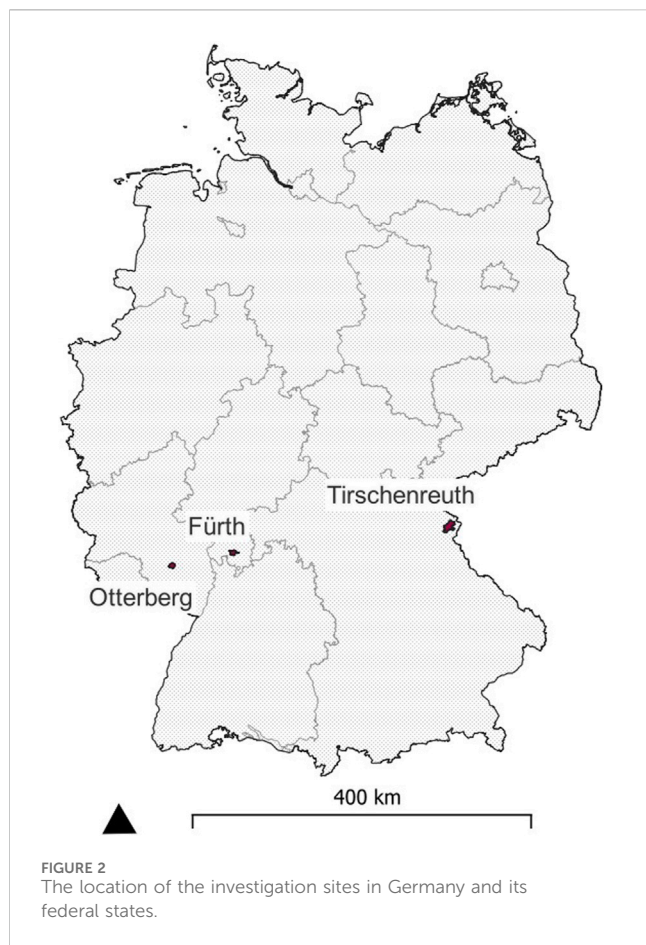 Tirschenreuth
Fürth
Otterberg
400 km
FIGURE 2
The location of the investigation sites in Germany and its
federal states.